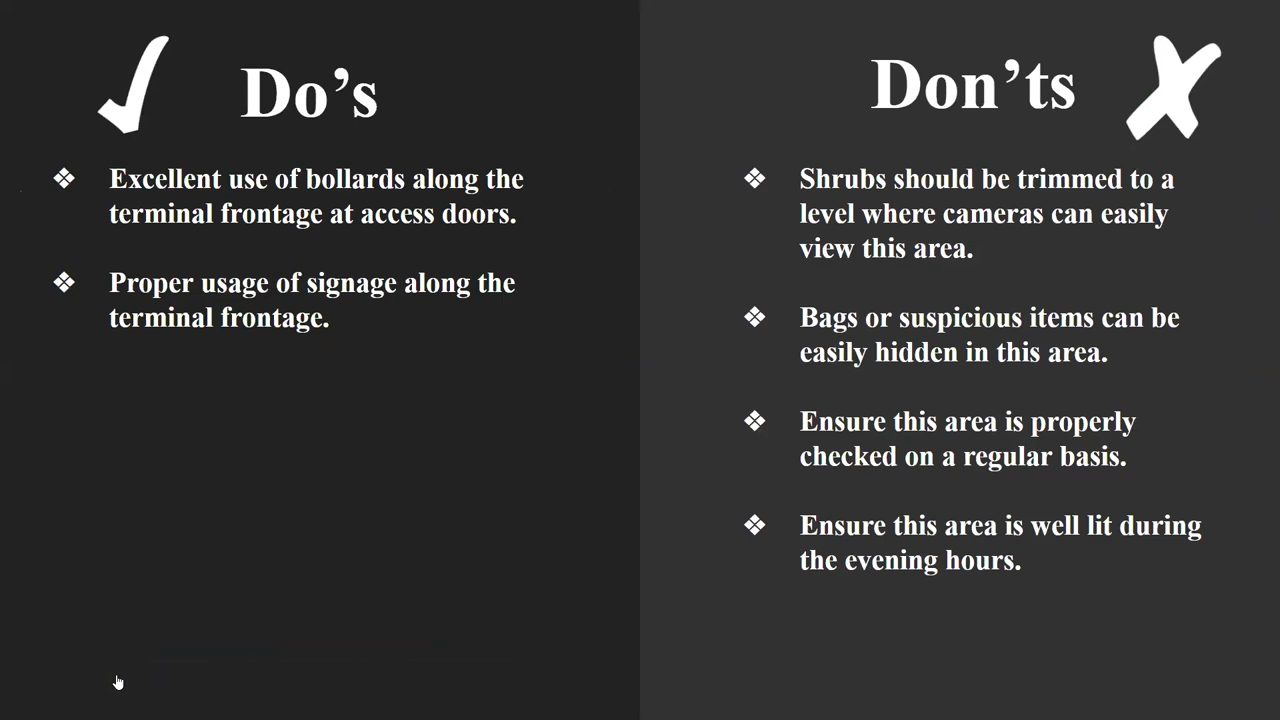 Do’s
❖ Excellent use of bollards along the
terminal frontage at access doors.
❖ Proper usage of signage along the
terminal frontage.
Don’ts
❖ Shrubs should be trimmed to a
level where cameras can easily
view this area.
❖ Bags or suspicious items can be
easily hidden in this area.
❖ Ensure this area is properly
checked on a regular basis.
❖ Ensure this area is well lit during
the evening hours.